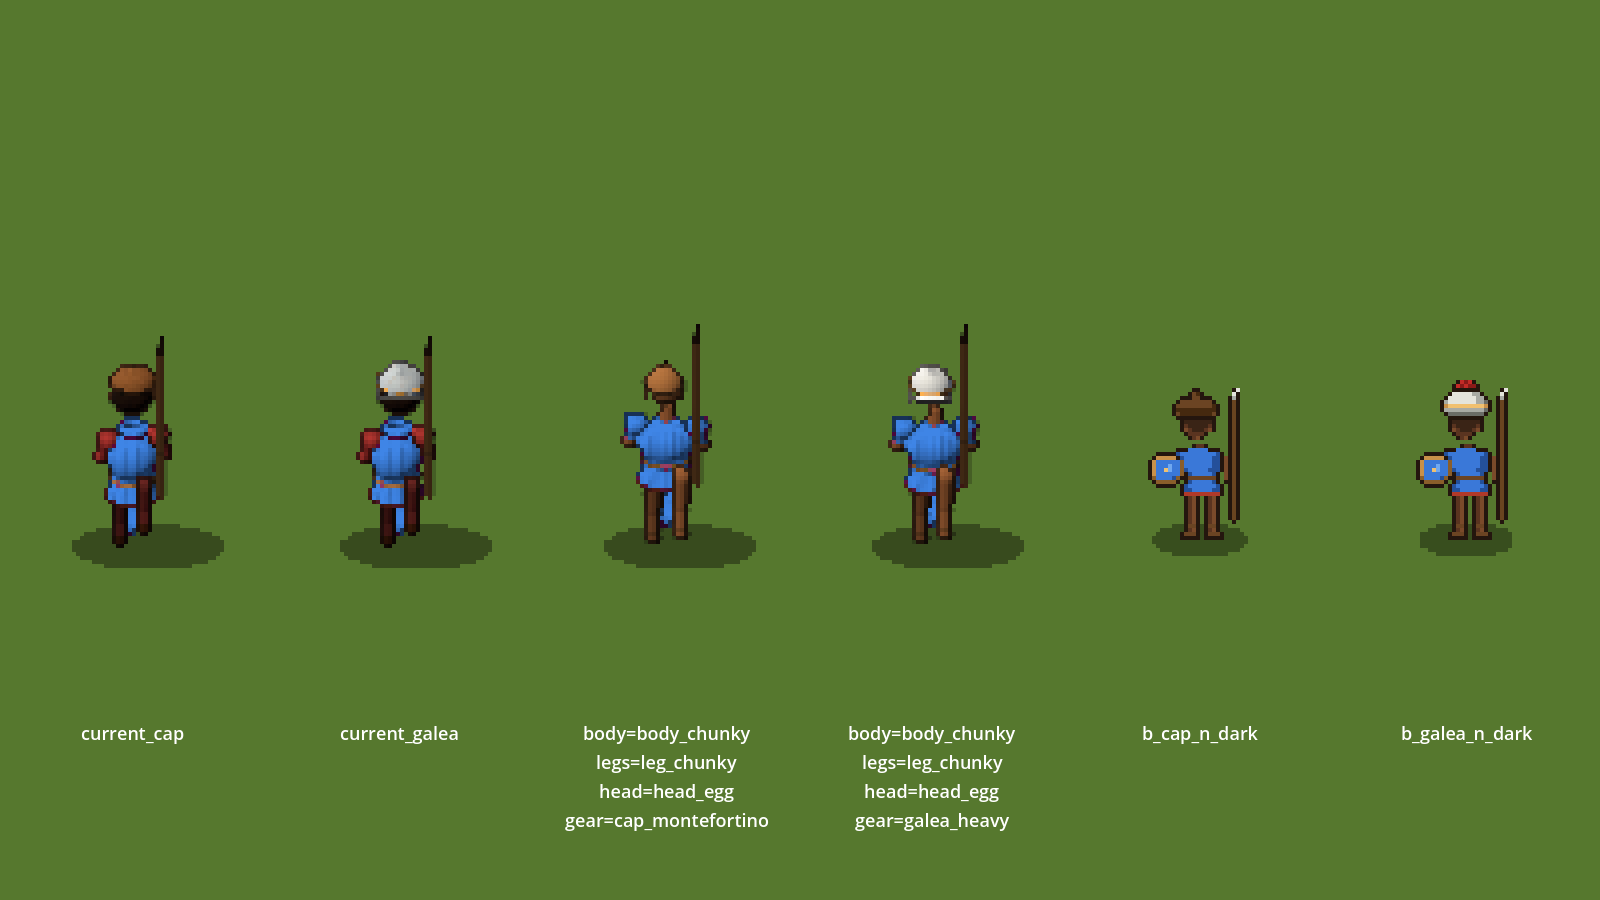 current_cap
current_galea
body=body_chunky
legs=leg_chunky
head=head_egg
gear=cap_montefortino
body=body_chunky
legs=leg_chunky
head=head_egg
gear=galea_heavy
b_cap_n_dark
b_galea_n_dark